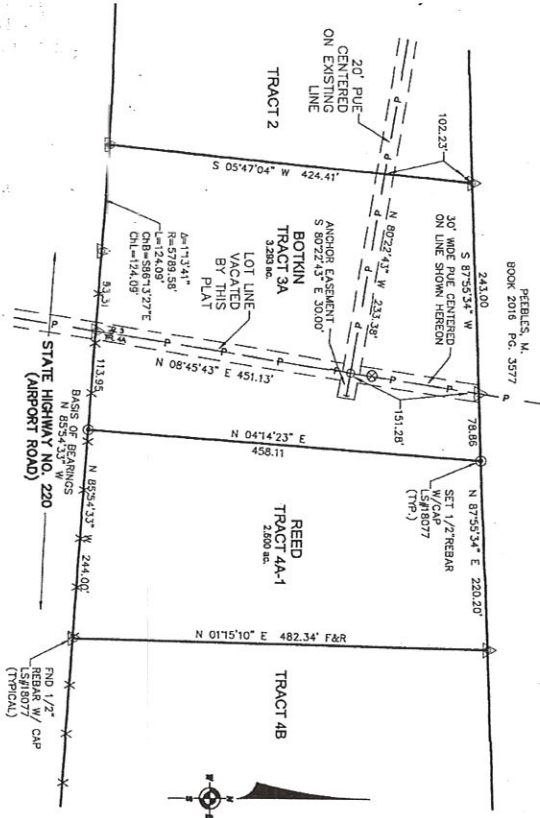 PEEBLES, M.
BOOK 2016 PG. 3577
20' PUE
CENTERED
ON EXISTING
LINE
102.23'
S 87°55'34" W
243.00
30' WIDE PUE CENTERED
ON LINE SHOWN HEREON
78.86
N 87°55'34" E 220.20'
TRACT 2
S 05°47'04" W 424.41'
N 80°22'43" W 233.38'
ANCHOR EASEMENT
S 80°22'43" E 30.00'
BOTKIN
TRACT 3A
3.293 ac.
LOT LINE
VACATED
BY THIS
PLAT
N 08°45'43" E 451.13'
151.28'
SET 1/2"REBAR
W/CAP
LS#18077
(TYP.)
N 04°14'23" E
458.11
REED
TRACT 4A-1
2.600 ac.
N 01°15'10" E 482.34' F&R
TRACT 4B
Δ=1°13'41"
R=5789.58'
L=124.09'
ChB=S86°13'27"E
ChL=124.09'
93.31
113.95
BASIS OF BEARINGS
N 85°54'33" W
N 85°54'33" W 244.00'
STATE HIGHWAY NO. 220
(AIRPORT ROAD)
FND 1/2"
REBAR W/ CAP
LS#18077
(TYPICAL)
P
P
P
P
P
P
P
P
P
P
N
S
E
W